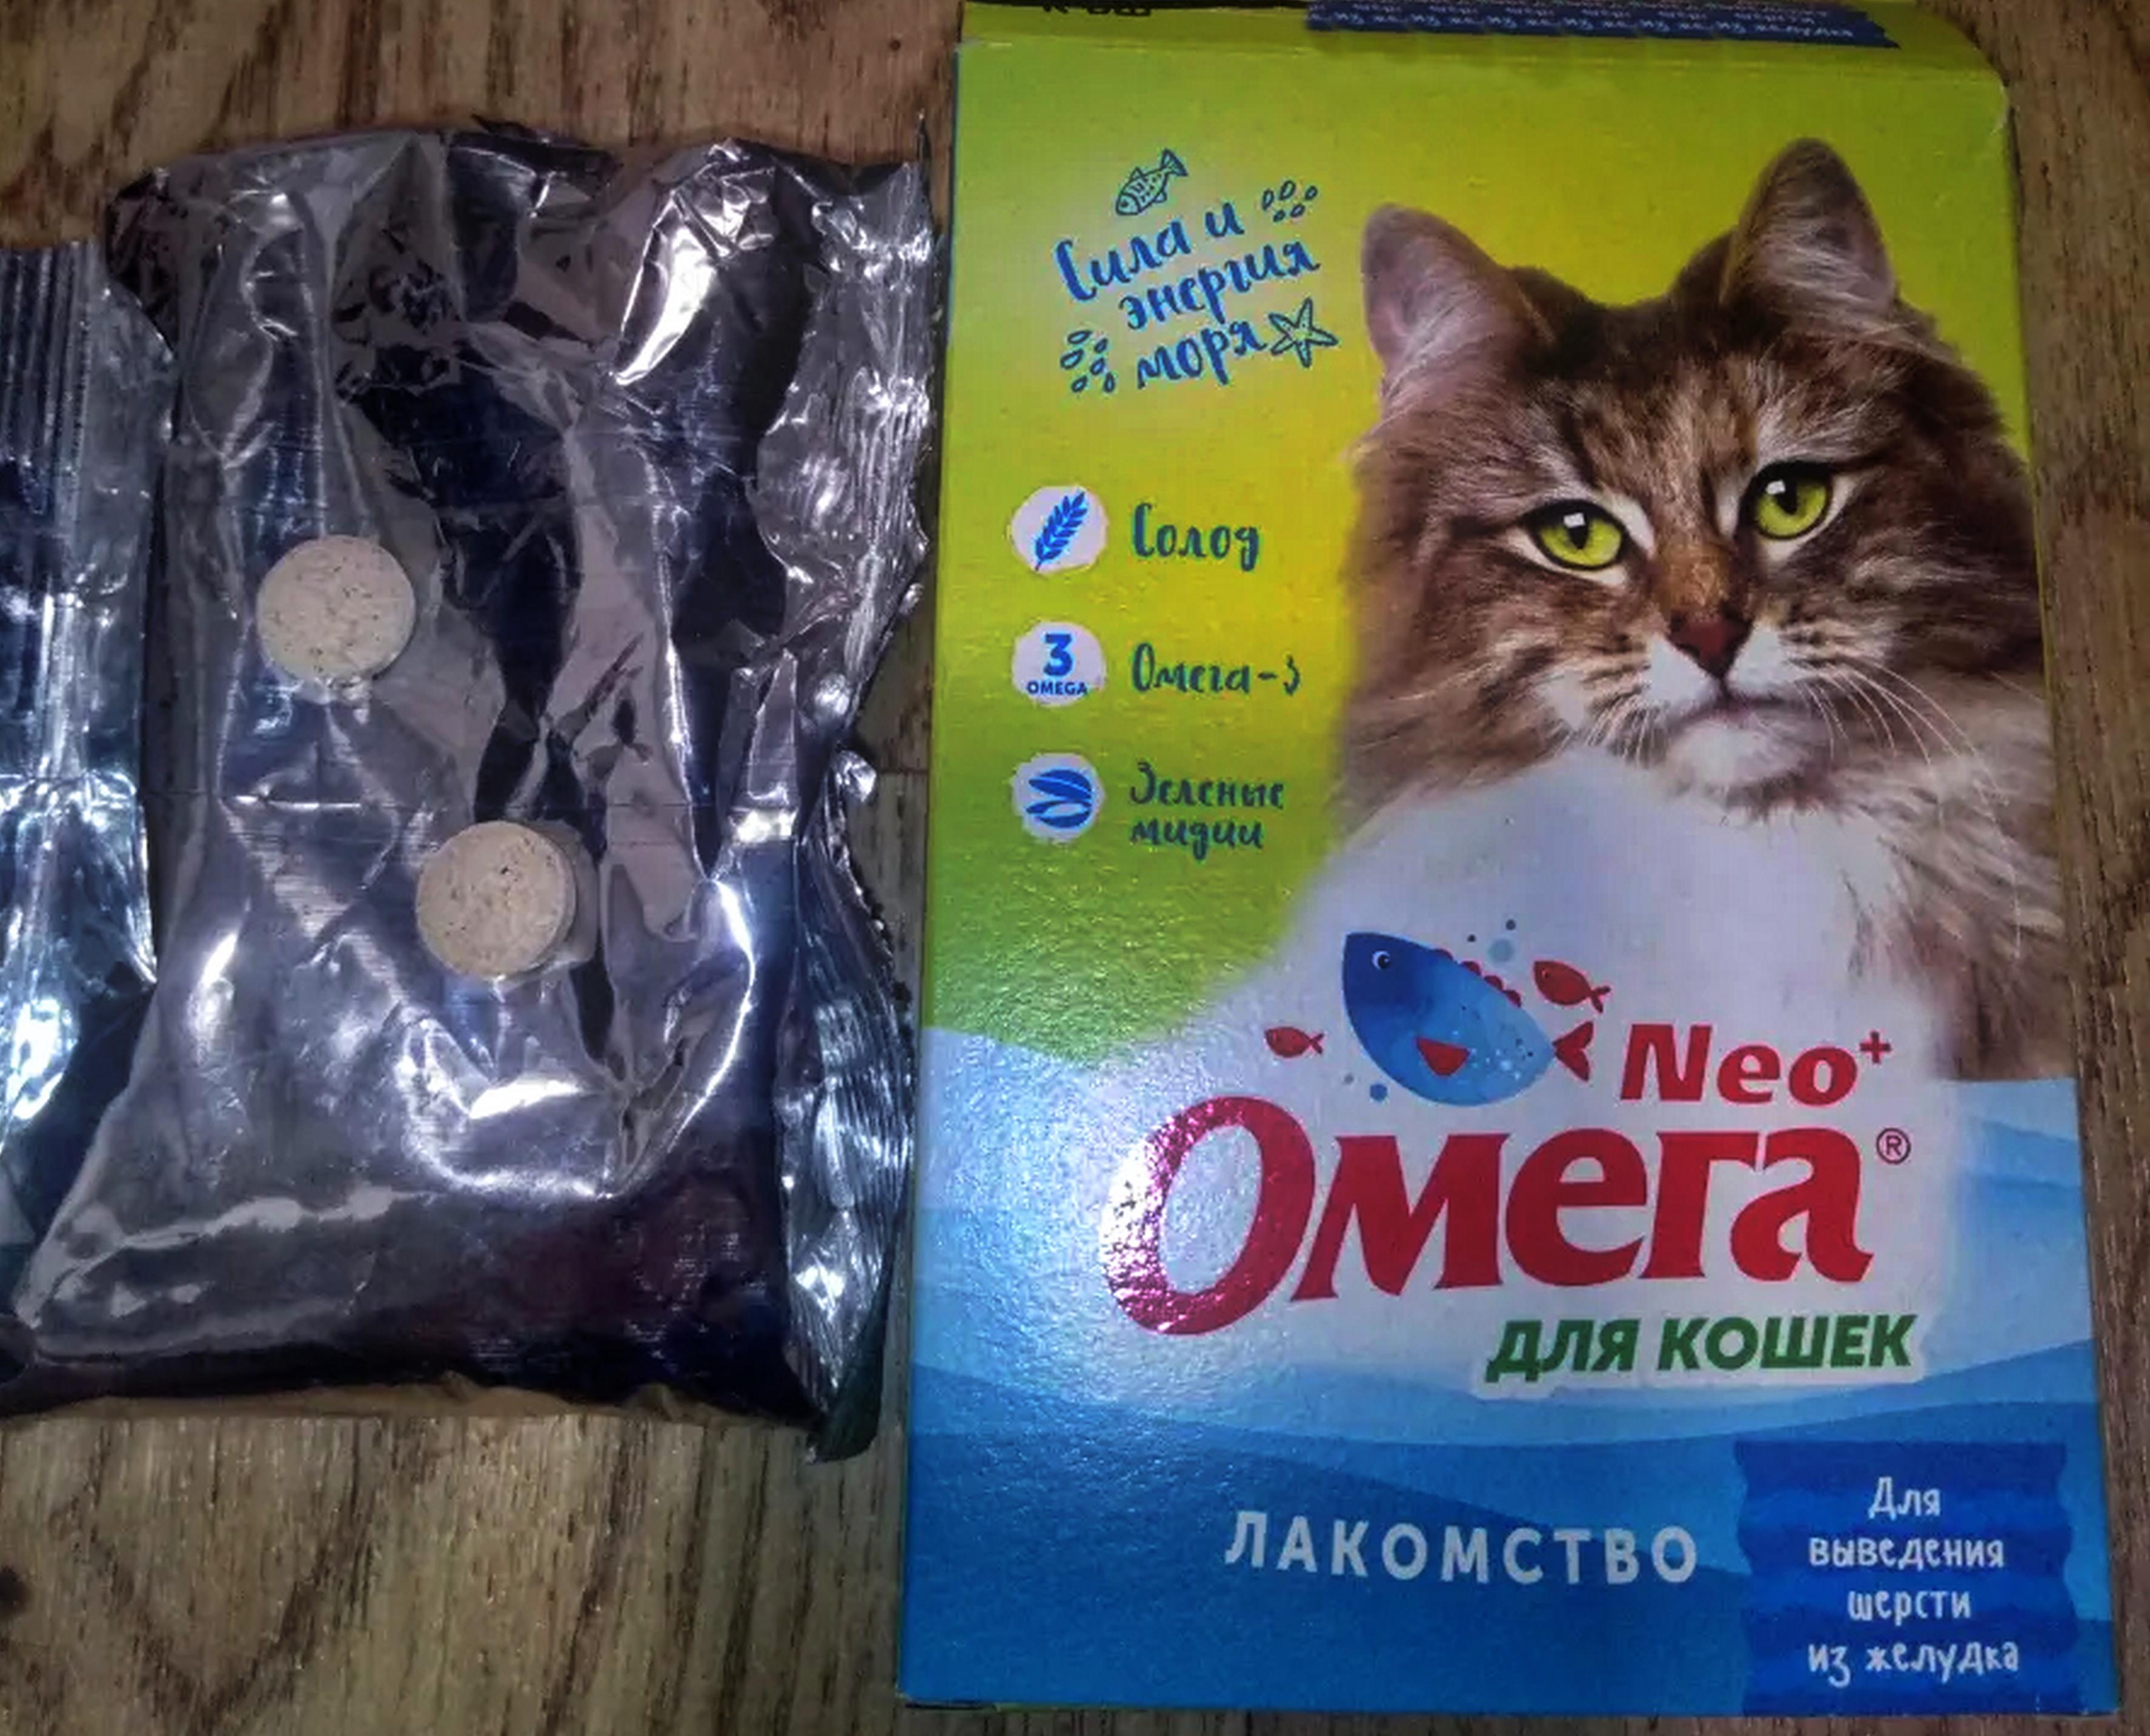 Сила и
энергия
моря
Солод
3
OMEGA
Омега-3
Зеленые
мидии
Neo+
Омега®
ДЛЯ КОШЕК
ЛАКОМСТВО
Для
выведения
шерсти
из желудка